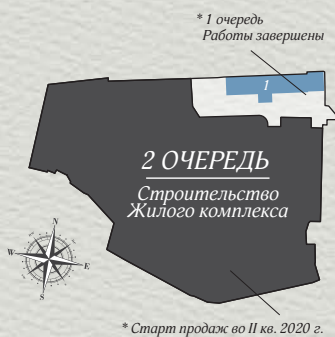 * 1 очередь
Работы завершены
1
2 ОЧЕРЕДЬ
Строительство
Жилого комплекса
N
W
E
S
* Старт продаж во II кв. 2020 г.